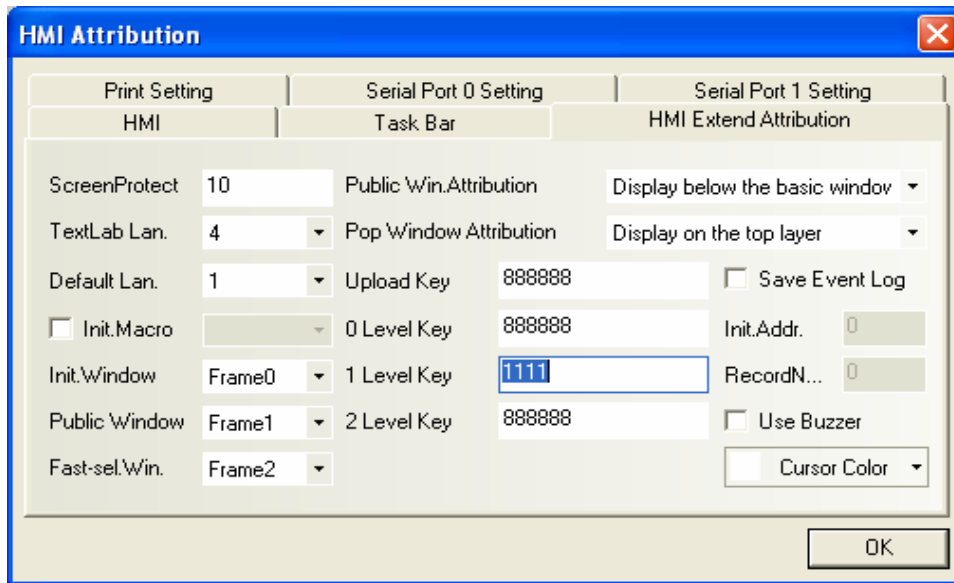 HMI Attribution
Print Setting Serial Port 0 Setting Serial Port 1 Setting
HMI Task Bar HMI Extend Attribution
ScreenProtect 10 Public Win.Attribution Display below the basic windov
TextLab Lan. 4 Pop Window Attribution Display on the top layer
Default Lan. 1 Upload Key 888888 Save Event Log
Init.Macro 0 Level Key 888888 Init.Addr. 0
Init.Window Frame0 1 Level Key 1111 RecordN... 0
Public Window Frame1 2 Level Key 888888 Use Buzzer
Fast-sel.Win. Frame2 Cursor Color
OK